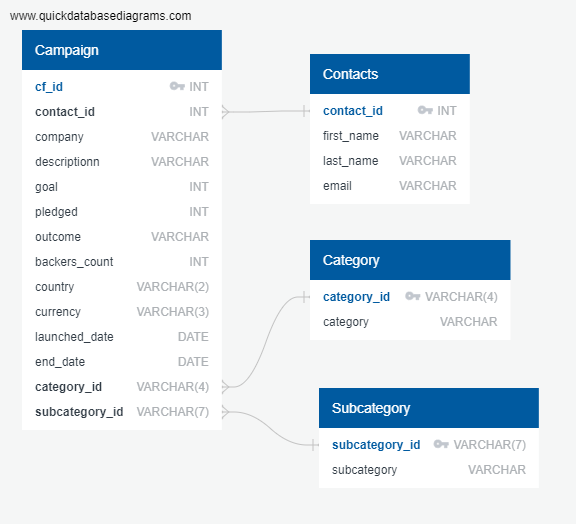 www.quickdatabasediagrams.com
Campaign
cf_id INT
contact_id INT
company VARCHAR
descriptionn VARCHAR
goal INT
pledged INT
outcome VARCHAR
backers_count INT
country VARCHAR(2)
currency VARCHAR(3)
launched_date DATE
end_date DATE
category_id VARCHAR(4)
subcategory_id VARCHAR(7)
Contacts
contact_id INT
first_name VARCHAR
last_name VARCHAR
email VARCHAR
Category
category_id VARCHAR(4)
category VARCHAR
Subcategory
subcategory_id VARCHAR(7)
subcategory VARCHAR